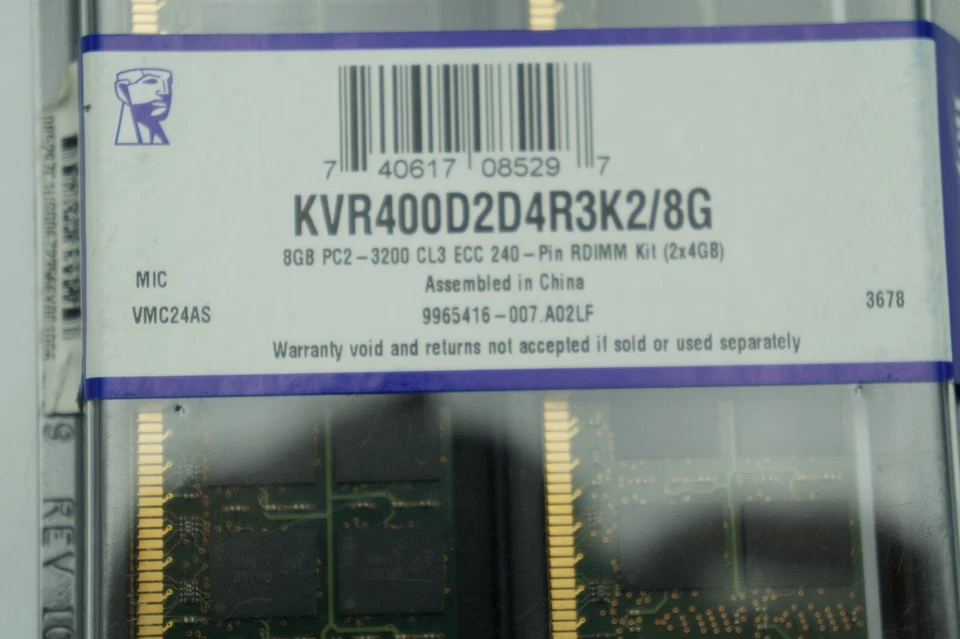 7 40617 08529 7
KVR400D2D4R3K2/8G
8GB PC2-3200 CL3 ECC 240-Pin RDIMM Kit (2x4GB)
MIC
Assembled in China
VMC24AS
9965416-007.A02LF
3678
Warranty void and returns not accepted if sold or used separately
REV